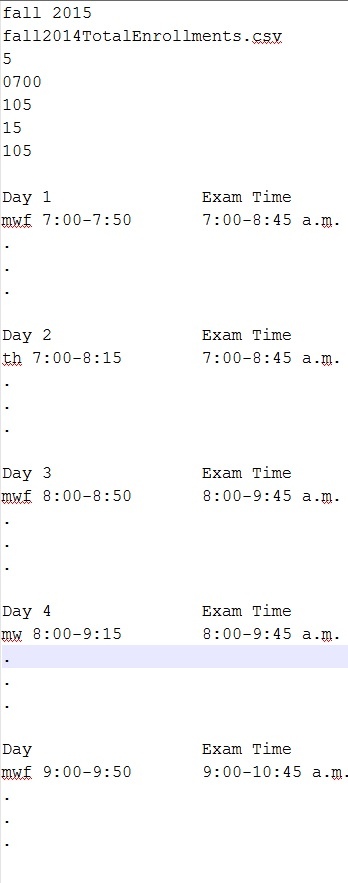 fall 2015
fall2014TotalEnrollments.csv
5
0700
105
15
105
Day 1 Exam Time
mwf 7:00-7:50 7:00-8:45 a.m.
.
.
.
Day 2 Exam Time
th 7:00-8:15 7:00-8:45 a.m.
.
.
.
Day 3 Exam Time
mwf 8:00-8:50 8:00-9:45 a.m.
.
.
.
Day 4 Exam Time
mw 8:00-9:15 8:00-9:45 a.m.
.
.
.
Day Exam Time
mwf 9:00-9:50 9:00-10:45 a.m.
.
.
.